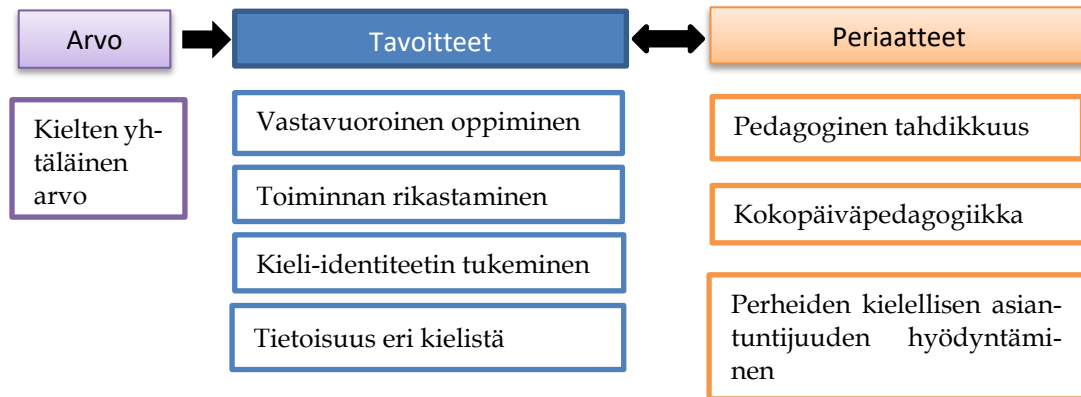 Arvo
Kielten yh-
täläinen
arvo
Tavoitteet
Vastavuoroinen oppiminen
Toiminnan rikastaminen
Kieli-identiteetin tukeminen
Tietoisuus eri kielistä
Periaatteet
Pedagoginen tahdikkuus
Kokopäiväpedagogiikka
Perheiden kielellisen asian-
tuntijuuden hyödyntämi-
nen